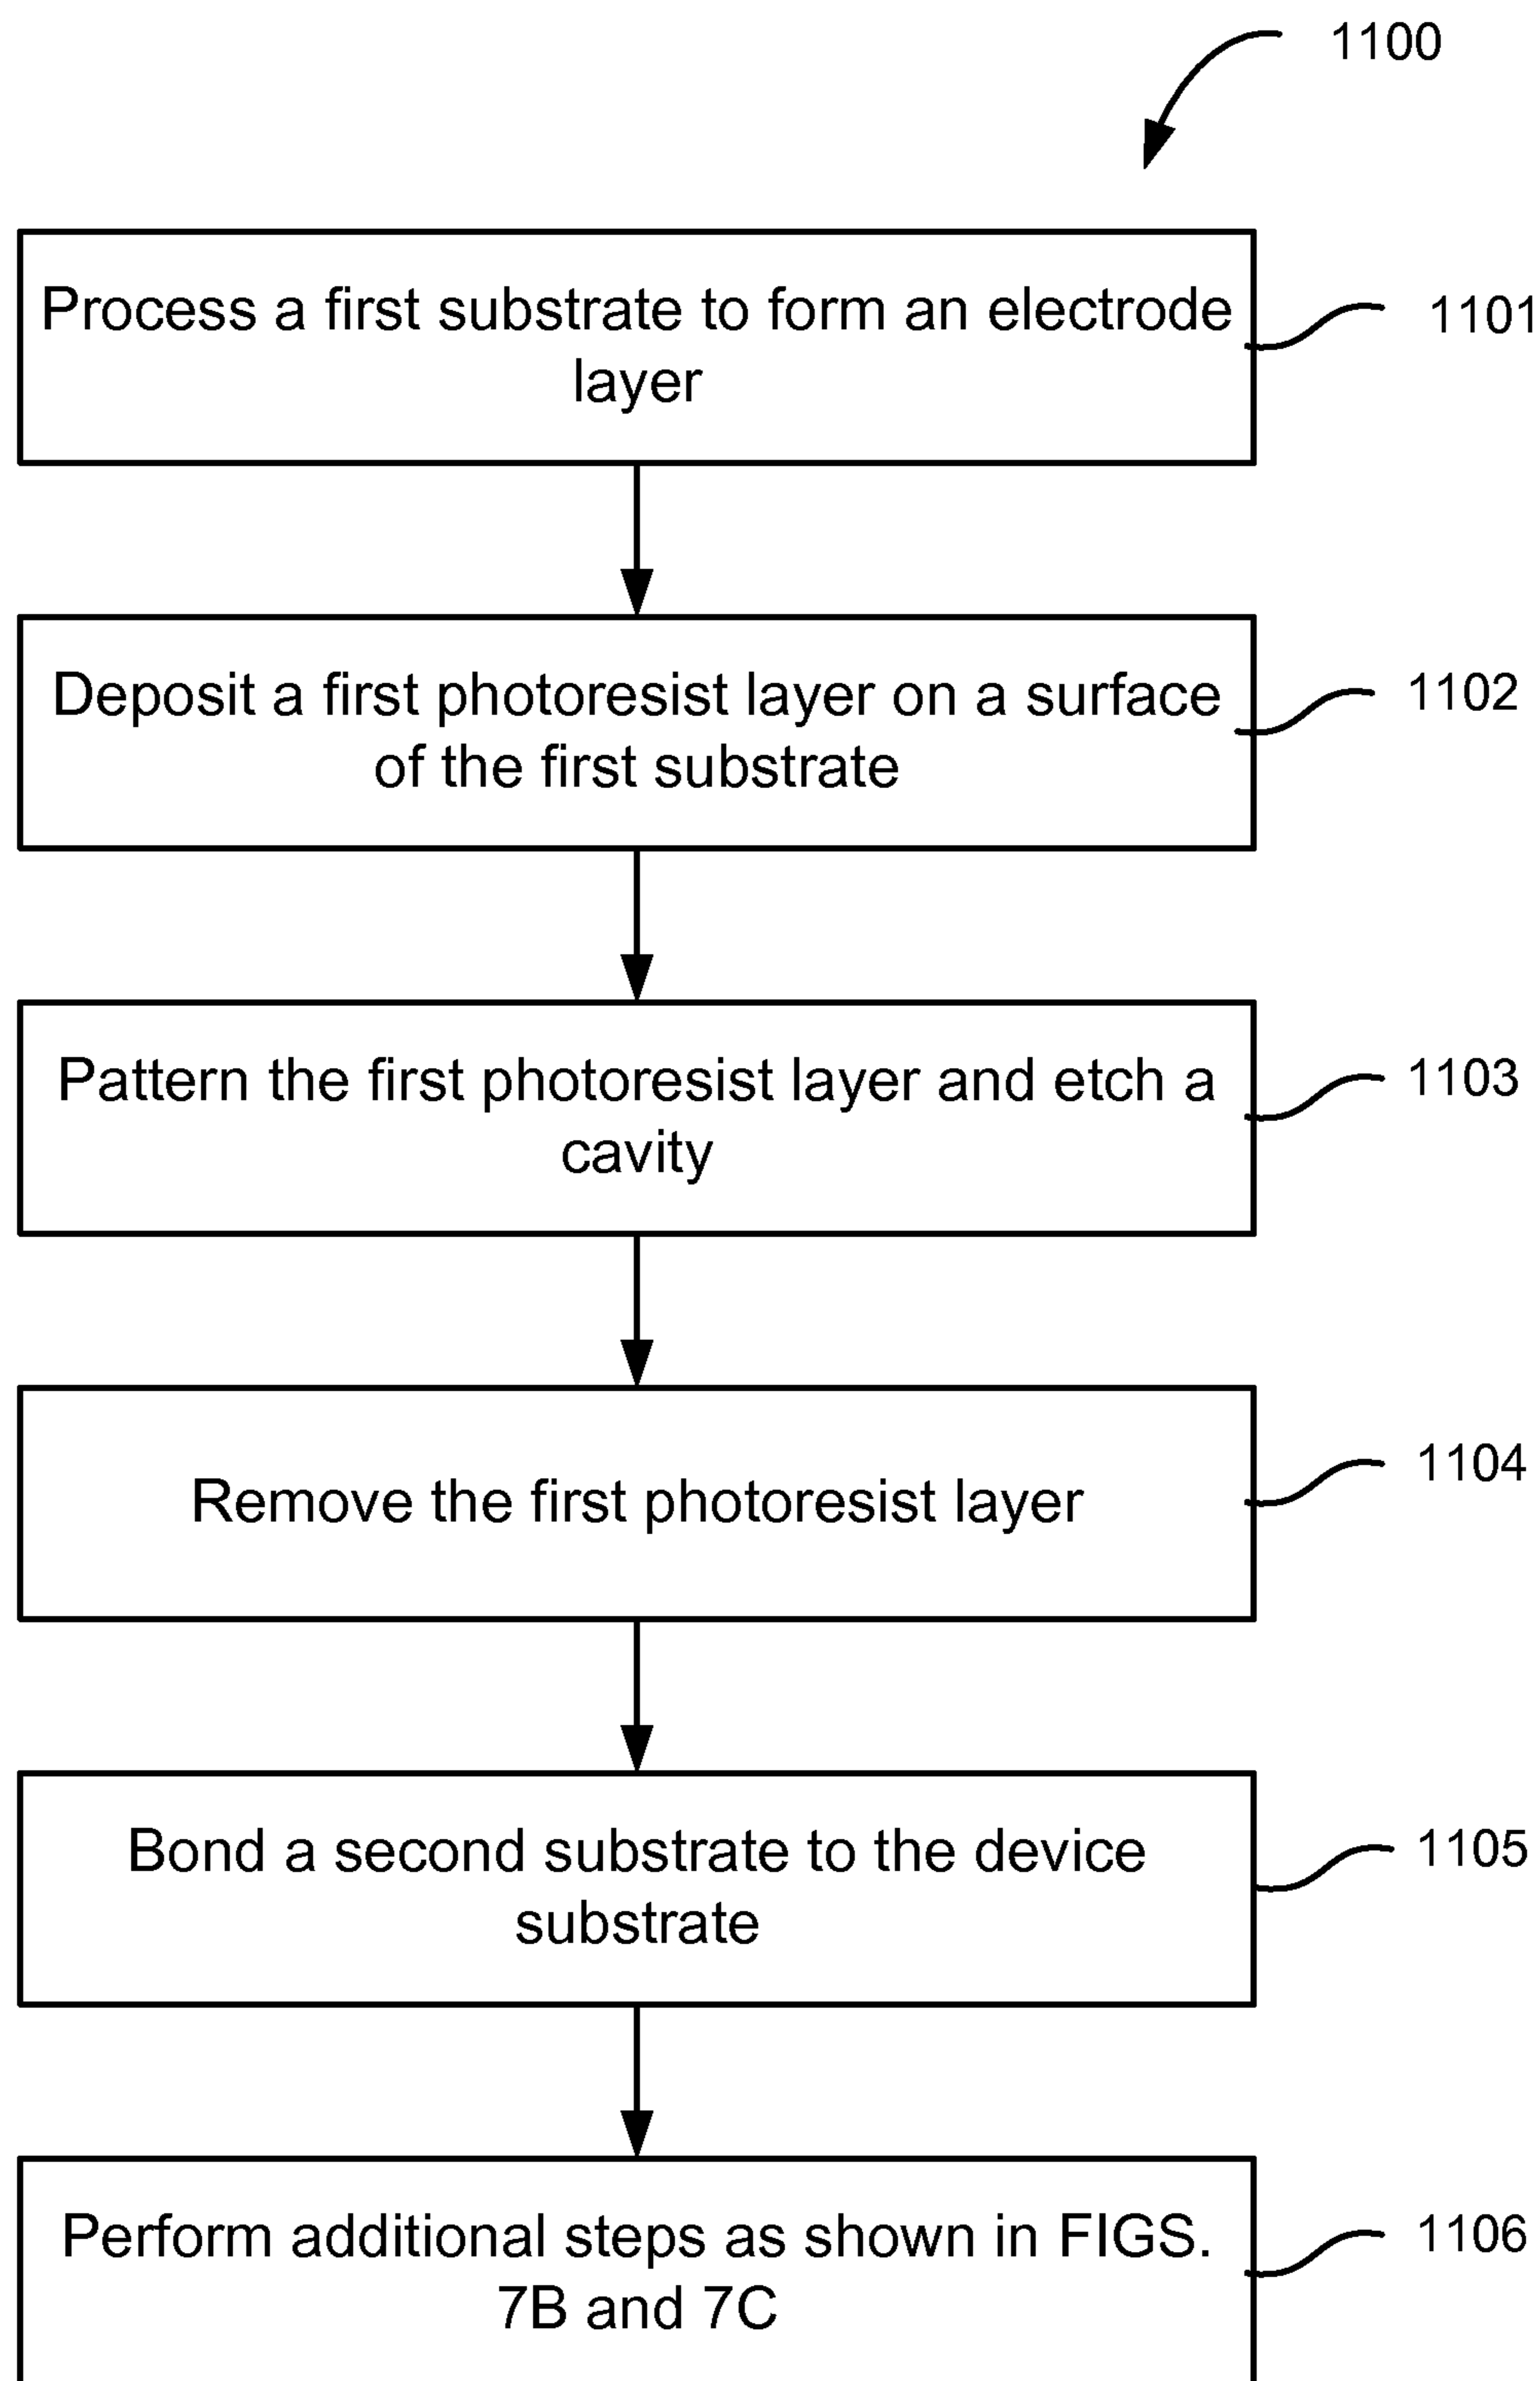 1100
Process a first substrate to form an electrode
layer
1101
Deposit a first photoresist layer on a surface
of the first substrate
1102
Pattern the first photoresist layer and etch a
cavity
1103
Remove the first photoresist layer
1104
Bond a second substrate to the device
substrate
1105
Perform additional steps as shown in FIGS.
7B and 7C
1106